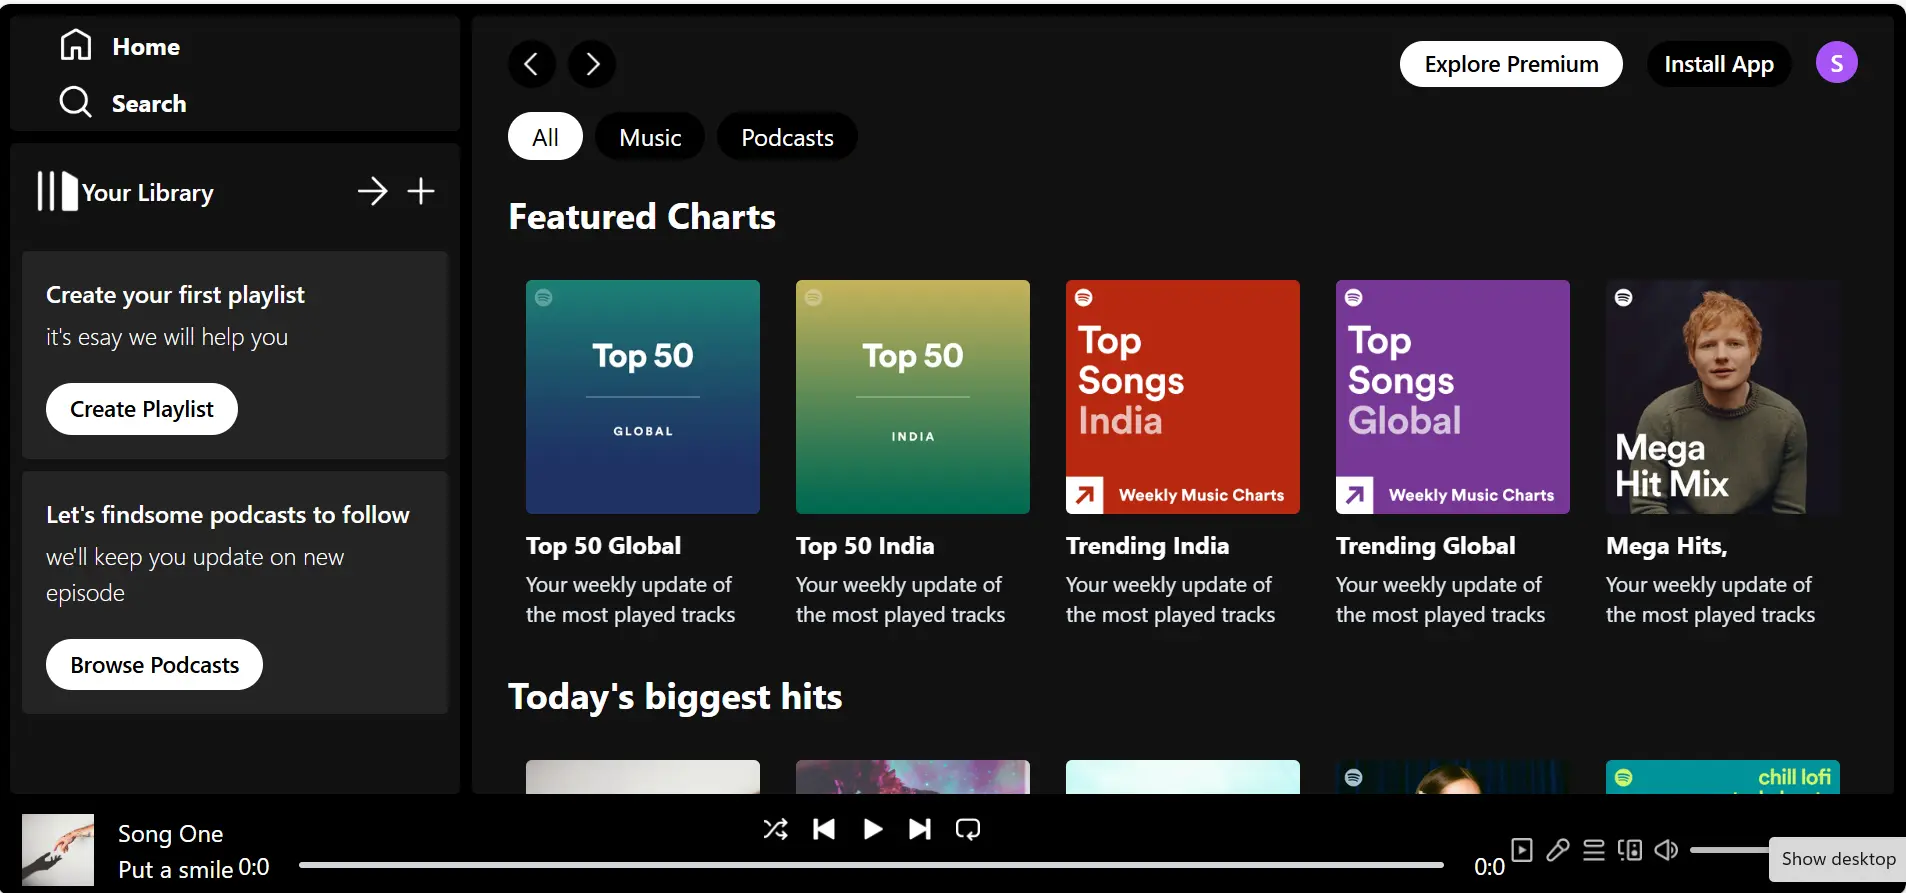 Home
Search
Your Library
Create your first playlist
it's esay we will help you
Create Playlist
Let's findsome podcasts to follow
we'll keep you update on new
episode
Browse Podcasts
Explore Premium
Install App
S
All
Music
Podcasts
Featured Charts
Top 50
GLOBAL
Top 50 Global
Your weekly update of
the most played tracks
Top 50
INDIA
Top 50 India
Your weekly update of
the most played tracks
Top
Songs
India
Weekly Music Charts
Trending India
Your weekly update of
the most played tracks
Top
Songs
Global
Weekly Music Charts
Trending Global
Your weekly update of
the most played tracks
Mega
Hit Mix
Mega Hits,
Your weekly update of
the most played tracks
Today's biggest hits
chill lofi
Song One
Put a smile
0:0
0:0
Show desktop